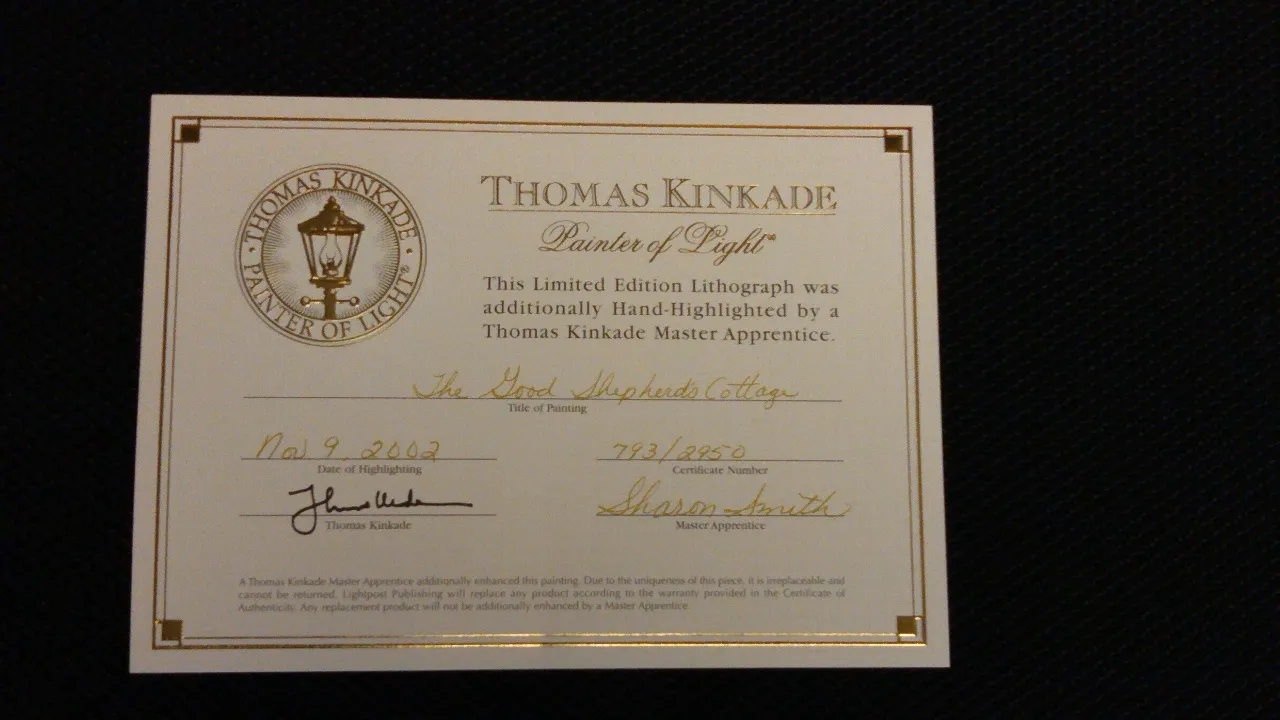 THOMAS KINKADE
· PAINTER OF LIGHT® ·
THOMAS KINKADE
Painter of Light™
This Limited Edition Lithograph was
additionally Hand-Highlighted by a
Thomas Kinkade Master Apprentice.
The Good Shepherd's Cottage
Title of Painting
Nov 9, 2002
Date of Highlighting
793/2950
Certificate Number
Thomas Kinkade
Sharon Smith
Master Apprentice
A Thomas Kinkade Master Apprentice additionally enhanced this painting. Due to the uniqueness of this piece, it is irreplaceable and
cannot be returned. Lightpost Publishing will replace any product according to the warranty provided in the Certificate of
Authenticity. Any replacement product will not be additionally enhanced by a Master Apprentice.